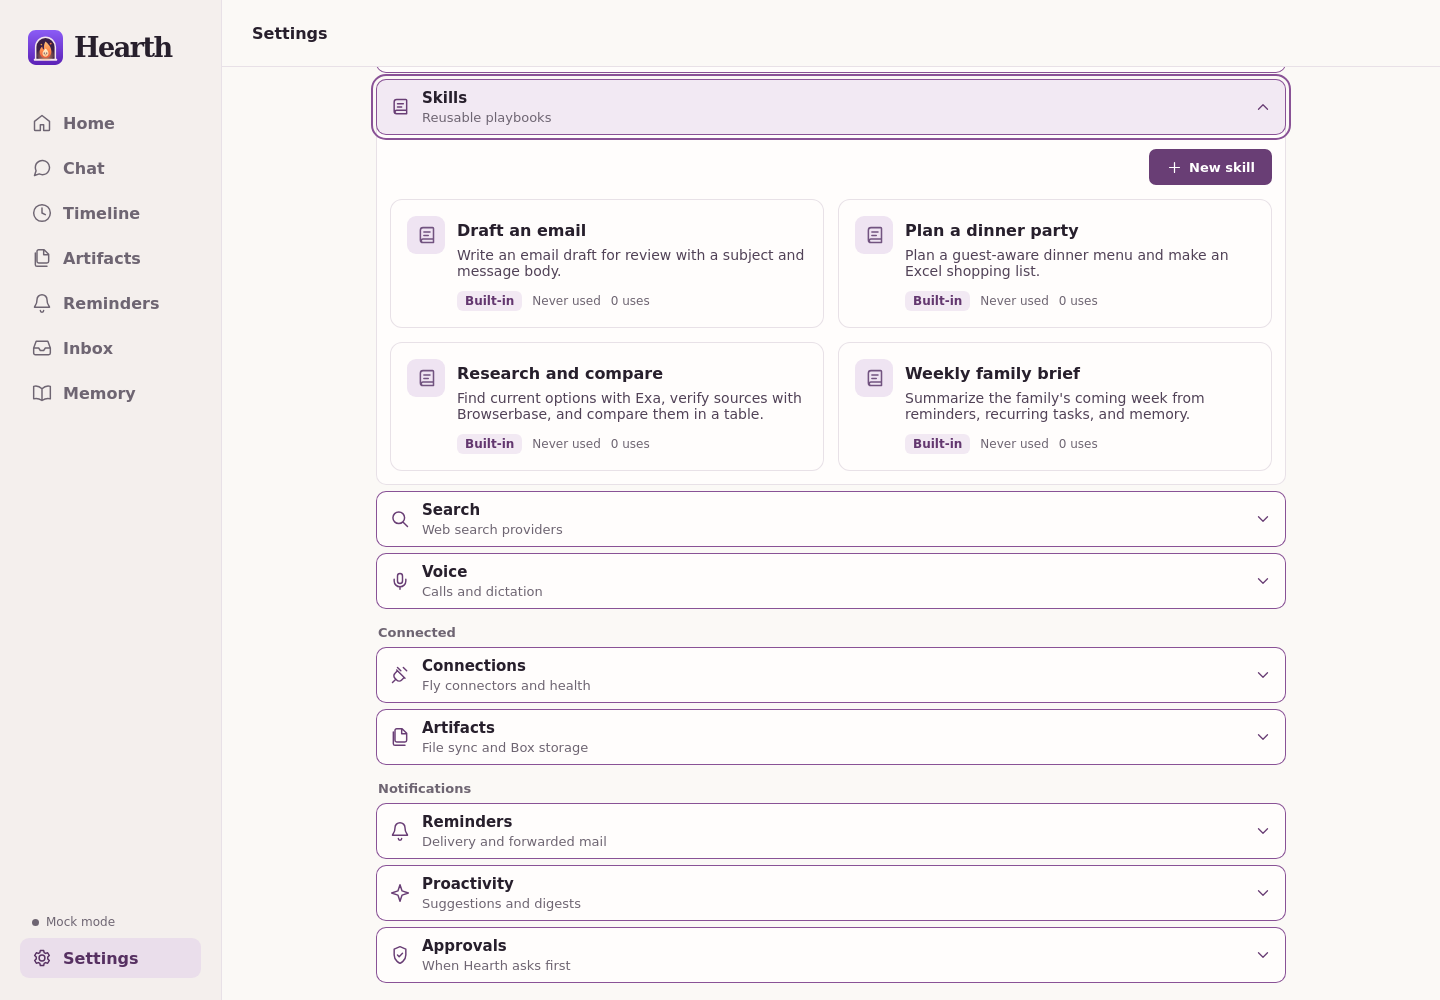 Hearth
Home
Chat
Timeline
Artifacts
Reminders
Inbox
Memory
Mock mode
Settings
Settings
Skills
Reusable playbooks
New skill
Draft an email
Write an email draft for review with a subject and
message body.
Built-in Never used 0 uses
Plan a dinner party
Plan a guest-aware dinner menu and make an
Excel shopping list.
Built-in Never used 0 uses
Research and compare
Find current options with Exa, verify sources with
Browserbase, and compare them in a table.
Built-in Never used 0 uses
Weekly family brief
Summarize the family's coming week from
reminders, recurring tasks, and memory.
Built-in Never used 0 uses
Search
Web search providers
Voice
Calls and dictation
Connected
Connections
Fly connectors and health
Artifacts
File sync and Box storage
Notifications
Reminders
Delivery and forwarded mail
Proactivity
Suggestions and digests
Approvals
When Hearth asks first